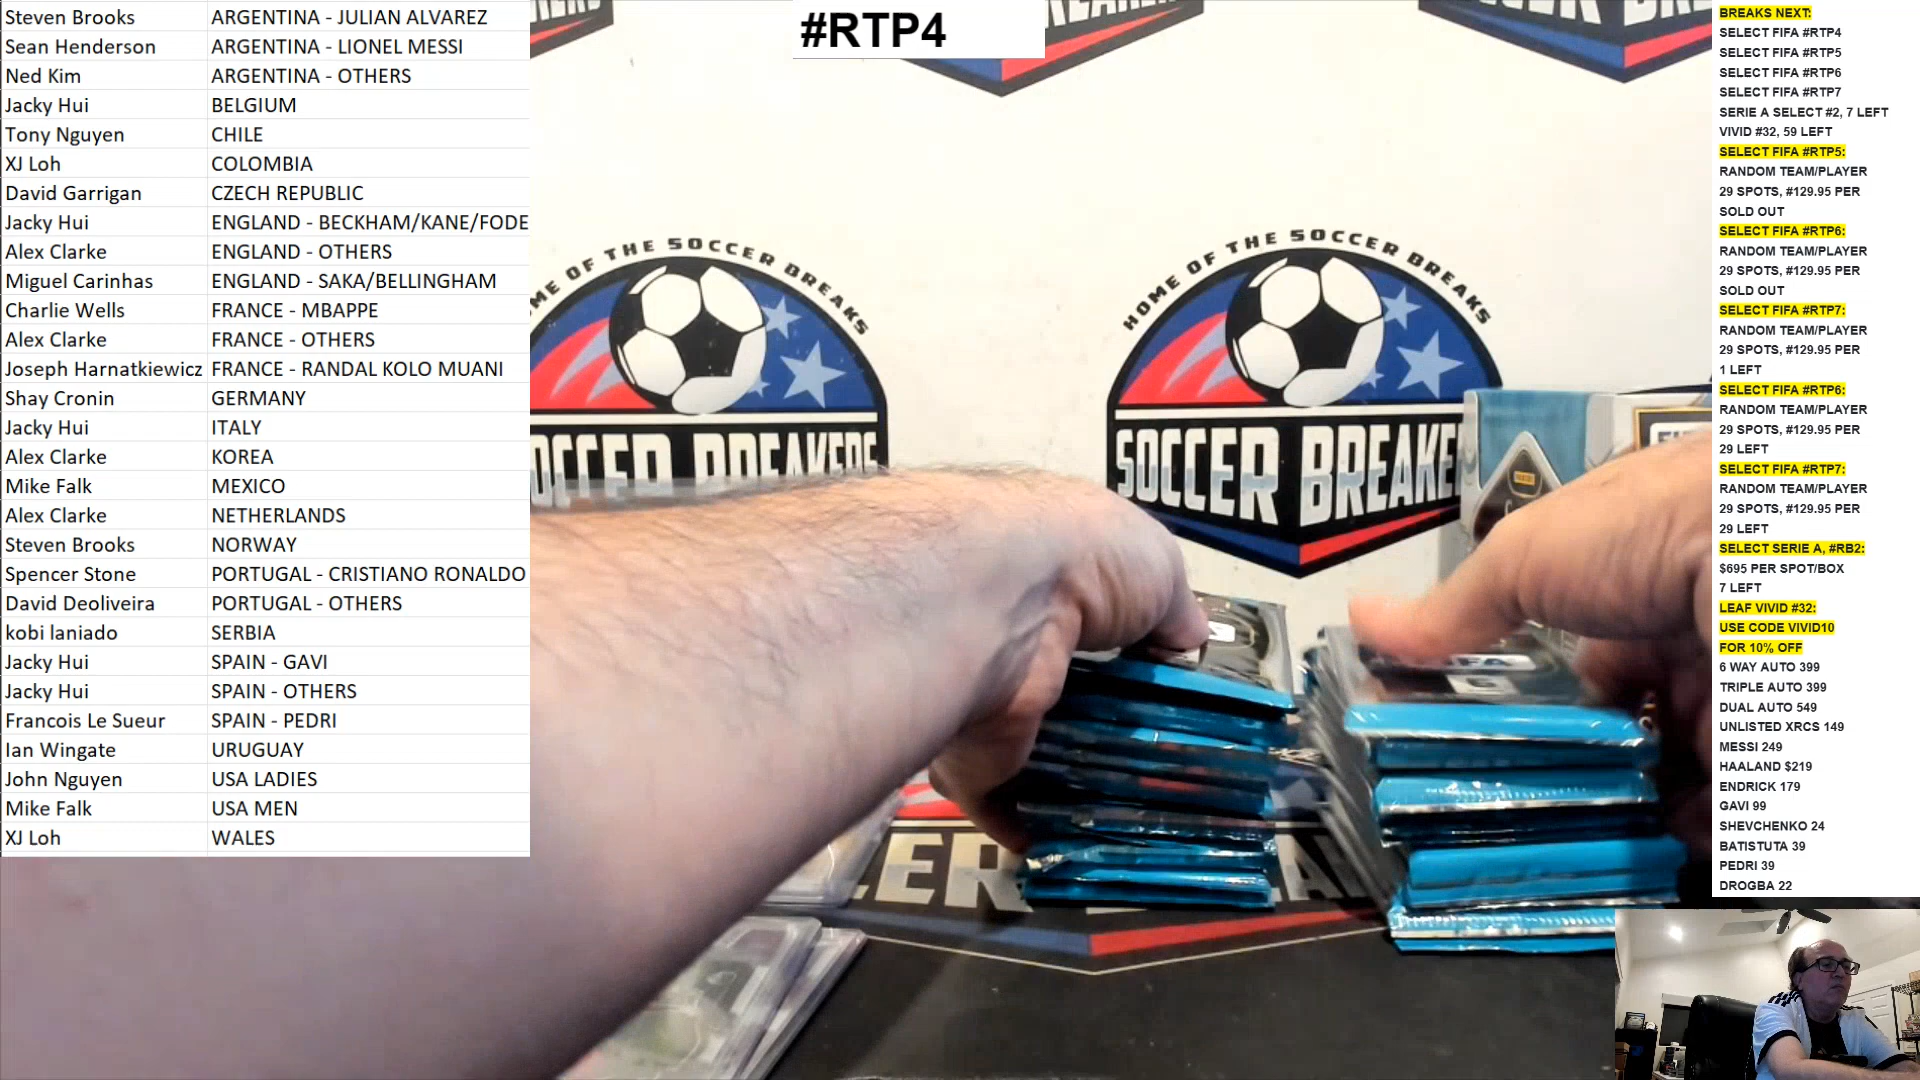 Steven Brooks ARGENTINA - JULIAN ALVAREZ
Sean Henderson ARGENTINA - LIONEL MESSI
Ned Kim ARGENTINA - OTHERS
Jacky Hui BELGIUM
Tony Nguyen CHILE
XJ Loh COLOMBIA
David Garrigan CZECH REPUBLIC
Jacky Hui ENGLAND - BECKHAM/KANE/FODE
Alex Clarke ENGLAND - OTHERS
Miguel Carinhas ENGLAND - SAKA/BELLINGHAM
Charlie Wells FRANCE - MBAPPE
Alex Clarke FRANCE - OTHERS
Joseph Harnatkiewicz FRANCE - RANDAL KOLO MUANI
Shay Cronin GERMANY
Jacky Hui ITALY
Alex Clarke KOREA
Mike Falk MEXICO
Alex Clarke NETHERLANDS
Steven Brooks NORWAY
Spencer Stone PORTUGAL - CRISTIANO RONALDO
David Deoliveira PORTUGAL - OTHERS
kobi laniado SERBIA
Jacky Hui SPAIN - GAVI
Jacky Hui SPAIN - OTHERS
Francois Le Sueur SPAIN - PEDRI
Ian Wingate URUGUAY
John Nguyen USA LADIES
Mike Falk USA MEN
XJ Loh WALES
#RTP4
OF THE SOCCER BREAKS
SOCCER BREAKERS
HOME OF THE SOCCER BREAKS
SOCCER BREAKE
BREAKS NEXT:
SELECT FIFA #RTP4
SELECT FIFA #RTP5
SELECT FIFA #RTP6
SELECT FIFA #RTP7
SERIE A SELECT #2, 7 LEFT
VIVID #32, 59 LEFT
SELECT FIFA #RTP5:
RANDOM TEAM/PLAYER
29 SPOTS, #129.95 PER
SOLD OUT
SELECT FIFA #RTP6:
RANDOM TEAM/PLAYER
29 SPOTS, #129.95 PER
SOLD OUT
SELECT FIFA #RTP7:
RANDOM TEAM/PLAYER
29 SPOTS, #129.95 PER
1 LEFT
SELECT FIFA #RTP6:
RANDOM TEAM/PLAYER
29 SPOTS, #129.95 PER
29 LEFT
SELECT FIFA #RTP7:
RANDOM TEAM/PLAYER
29 SPOTS, #129.95 PER
29 LEFT
SELECT SERIE A, #RB2:
$695 PER SPOT/BOX
7 LEFT
LEAF VIVID #32:
USE CODE VIVID10
FOR 10% OFF
6 WAY AUTO 399
TRIPLE AUTO 399
DUAL AUTO 549
UNLISTED XRCS 149
MESSI 249
HAALAND $219
ENDRICK 179
GAVI 99
SHEVCHENKO 24
BATISTUTA 39
PEDRI 39
DROGBA 22